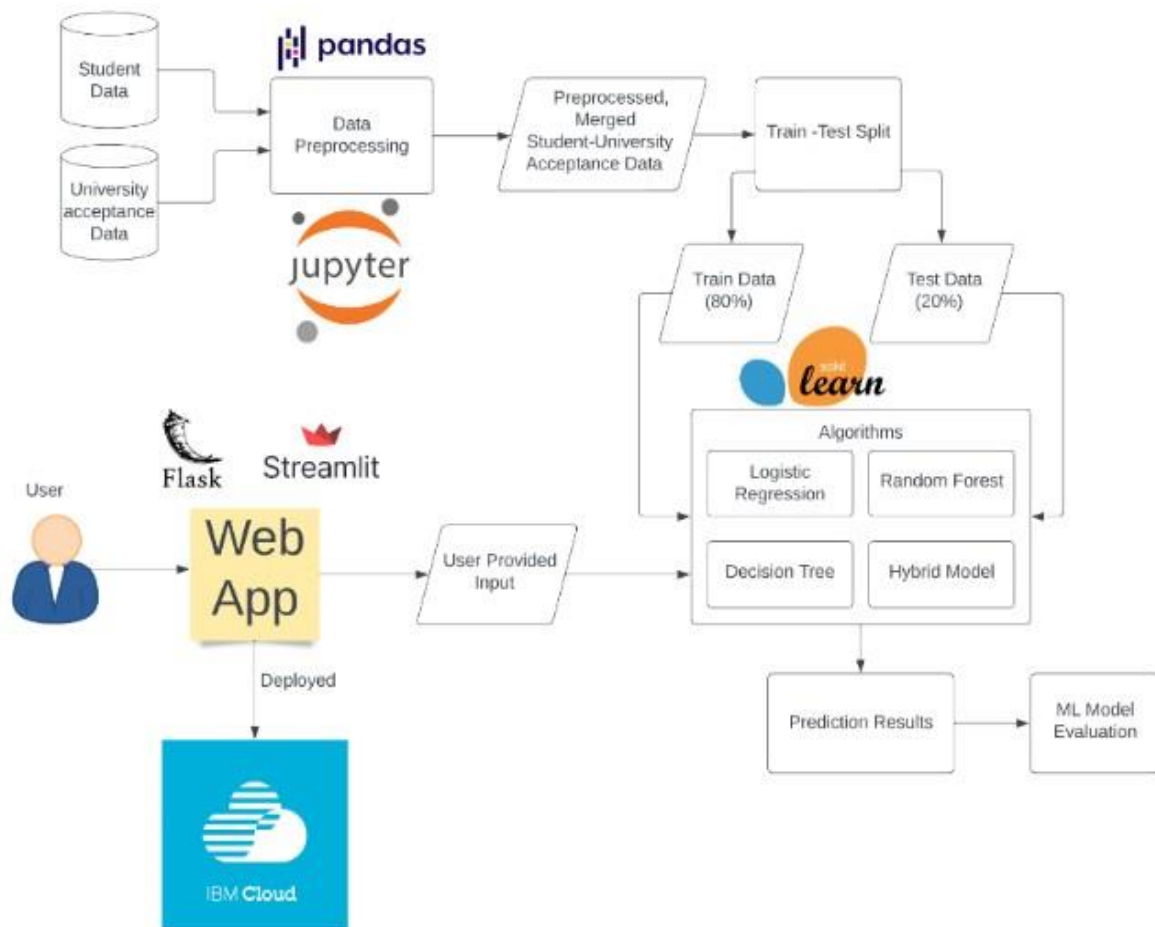 Student
Data
pandas
Data
Preprocessing
Preprocessed,
Merged
Student-University
Acceptance Data
Train -Test Split
University
acceptance
Data
jupyter
Train Data
(80%)
Test Data
(20%)
scikit
learn
Algorithms
Logistic
Regression
Random Forest
Decision Tree
Hybrid Model
Flask
Streamlit
User
Web
App
User Provided
Input
Deployed
Prediction Results
ML Model
Evaluation
IBM Cloud